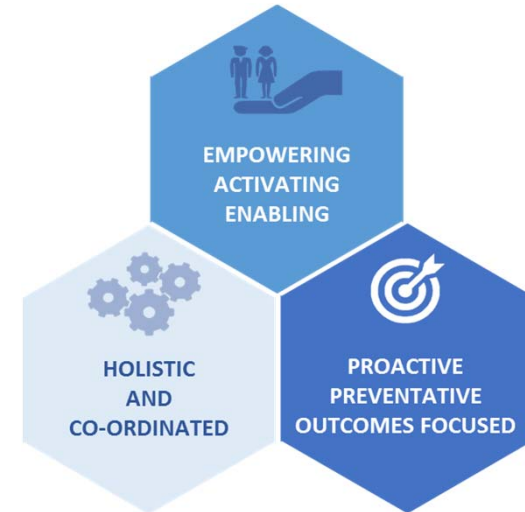 EMPOWERING
ACTIVATING
ENABLING
HOLISTIC
AND
CO-ORDINATED
PROACTIVE
PREVENTATIVE
OUTCOMES FOCUSED